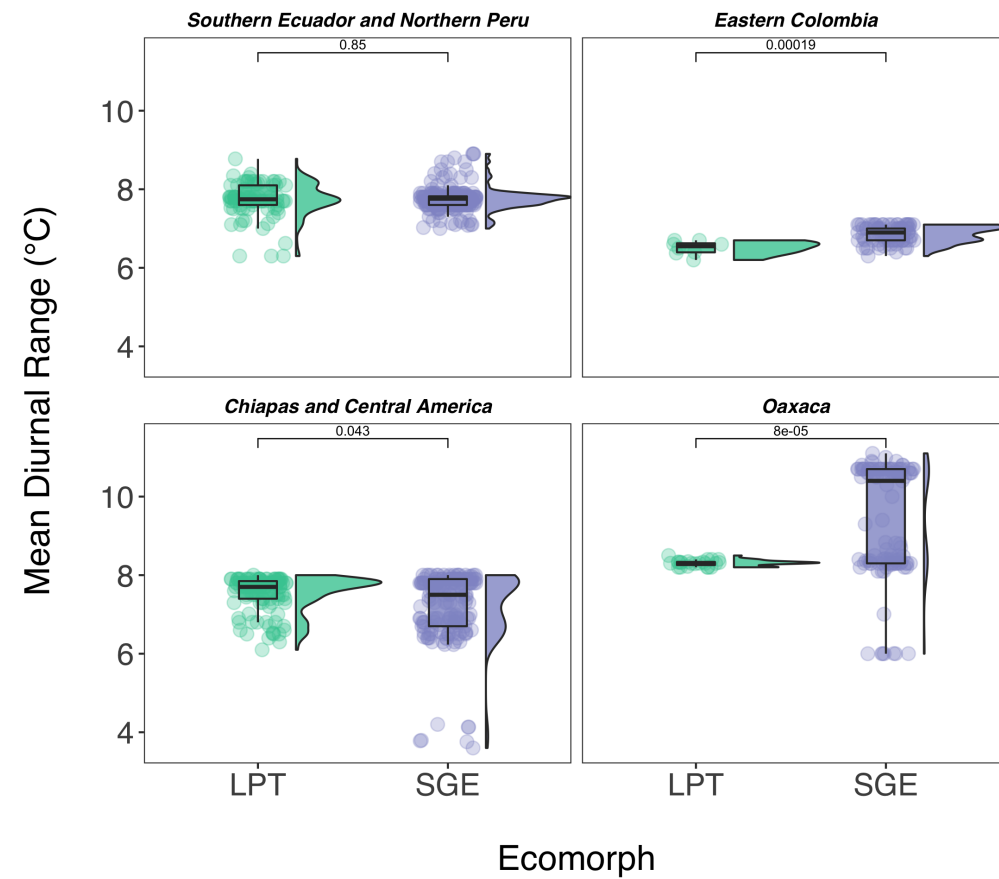 Southern Ecuador and Northern Peru
Eastern Colombia
0.85
0.00019
10
8
6
4
Mean Diurnal Range (°C)
Chiapas and Central America
Oaxaca
0.043
8e-05
10
8
6
4
LPT
SGE
LPT
SGE
Ecomorph